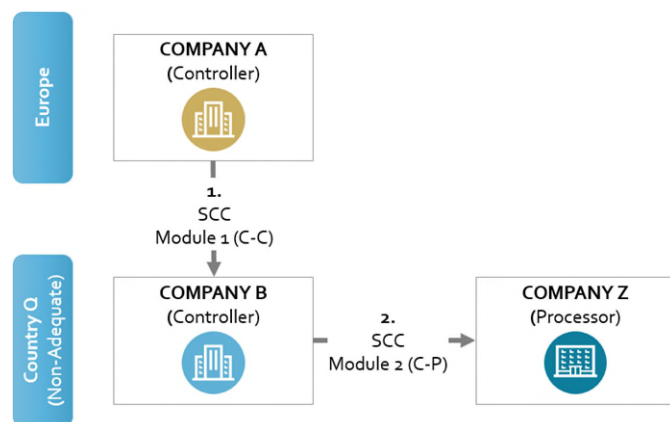 Europe
COMPANY A
(Controller)
1.
SCC
Module 1 (C-C)
Country Q
(Non-Adequate)
COMPANY B
(Controller)
2.
SCC
Module 2 (C-P)
COMPANY Z
(Processor)